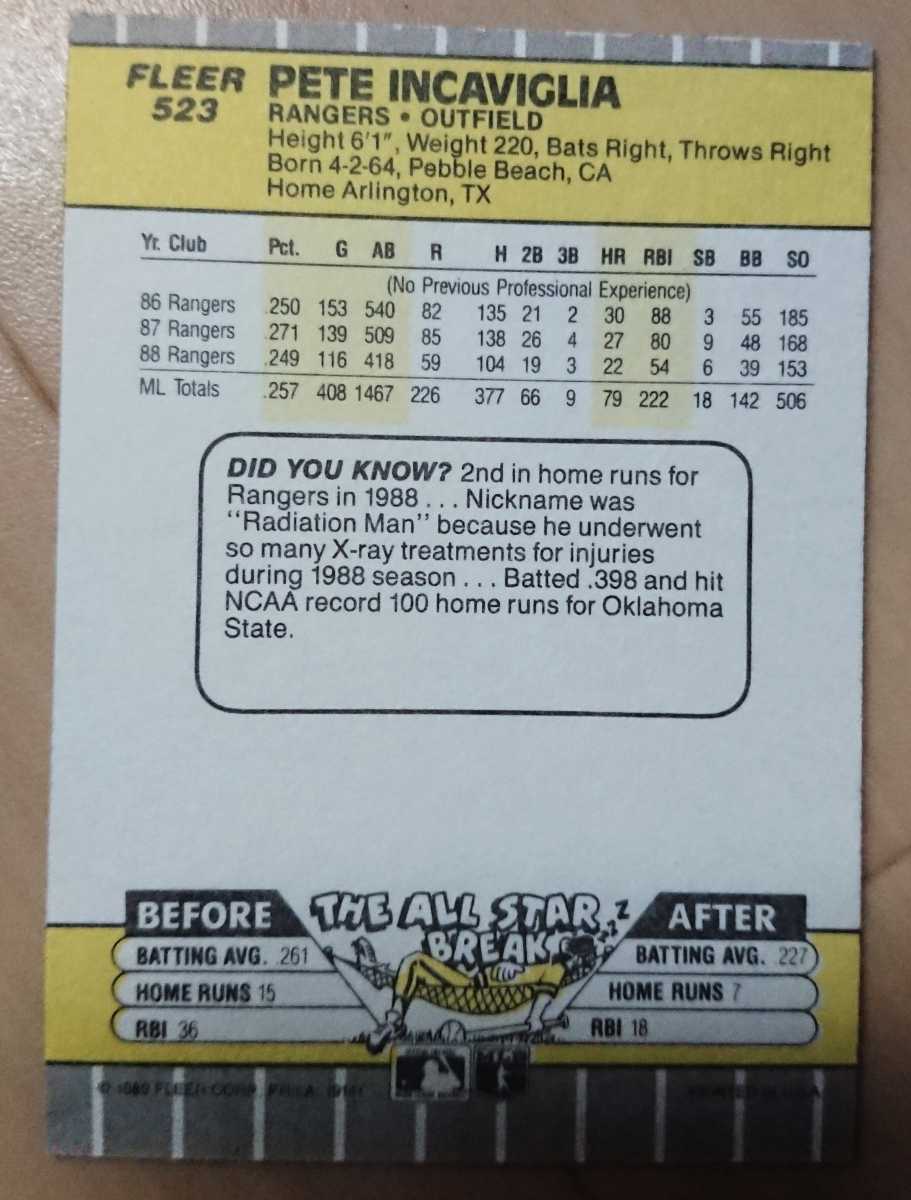 FLEER
523
PETE INCAVIGLIA
RANGERS • OUTFIELD
Height 6'1", Weight 220, Bats Right, Throws Right
Born 4-2-64, Pebble Beach, CA
Home Arlington, TX
Yr. Club Pct. G AB R H 2B 3B HR RBI SB BB SO
(No Previous Professional Experience)
86 Rangers .250 153 540 82 135 21 2 30 88 3 55 185
87 Rangers .271 139 509 85 138 26 4 27 80 9 48 168
88 Rangers .249 116 418 59 104 19 3 22 54 6 39 153
ML Totals .257 408 1467 226 377 66 9 79 222 18 142 506
DID YOU KNOW? 2nd in home runs for
Rangers in 1988 . . . Nickname was
"Radiation Man" because he underwent
so many X-ray treatments for injuries
during 1988 season . . . Batted .398 and hit
NCAA record 100 home runs for Oklahoma
State.
BEFORE THE ALL STAR BREAK ZZZ AFTER
BATTING AVG. .261 BATTING AVG. .227
HOME RUNS 15 HOME RUNS 7
RBI 36 RBI 18
© 1989 FLEER CORP. PHILA. PRINTED IN U.S.A.